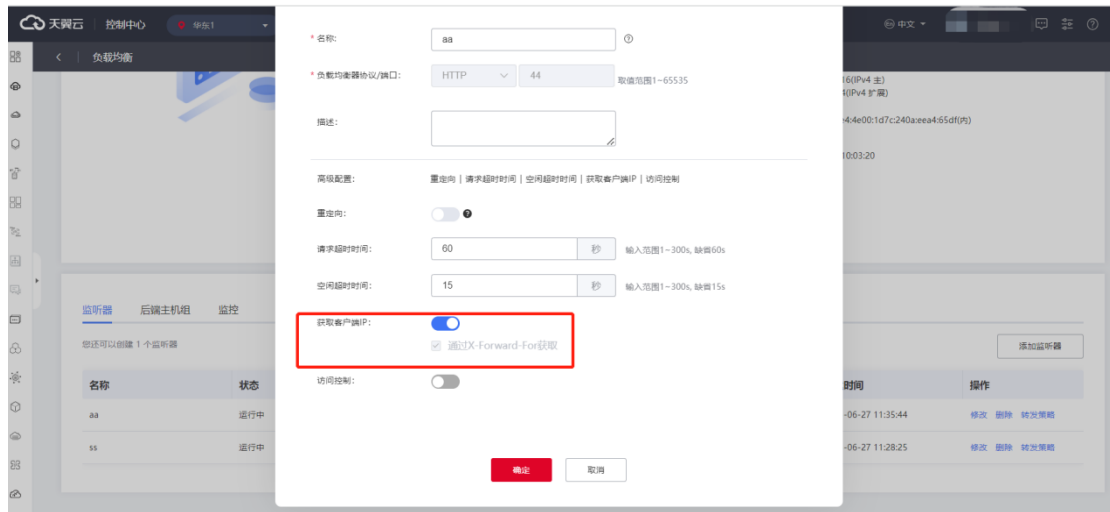 天翼云 控制中心 华东1 中文
负载均衡
* 名称: aa
* 负载均衡器协议/端口: HTTP 44 取值范围1~65535
16(IPv4 主)
4(IPv4 扩展)
描述:
4:4e00:1d7c:240a:eea4:65df(内)
10:03:20
高级配置: 重定向 | 请求超时时间 | 空闲超时时间 | 获取客户端IP | 访问控制
重定向:
请求超时时间: 60 秒 输入范围1~300s, 缺省60s
空闲超时时间: 15 秒 输入范围1~300s, 缺省15s
监听器 后端主机组 监控
获取客户端IP:
通过X-Forward-For获取
您还可以创建 1 个监听器 添加监听器
访问控制:
名称 状态 时间 操作
aa 运行中 -06-27 11:35:44 修改 删除 转发策略
ss 运行中 -06-27 11:28:25 修改 删除 转发策略
确定 取消